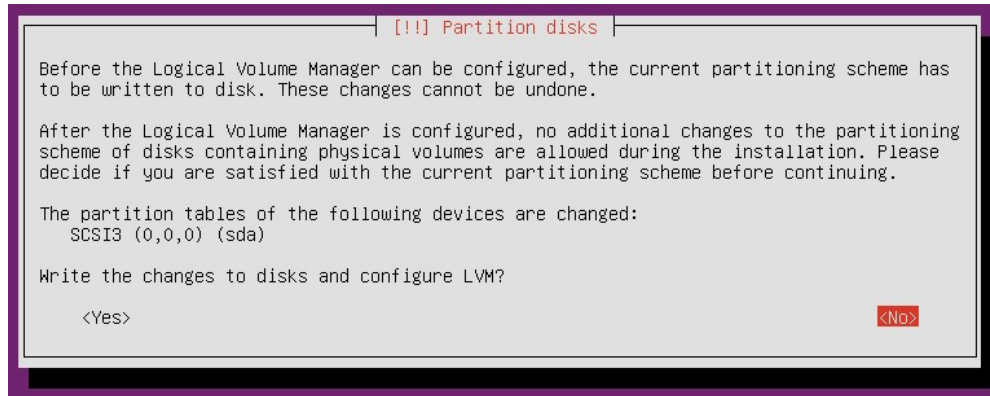 [!!] Partition disks
Before the Logical Volume Manager can be configured, the current partitioning scheme has
to be written to disk. These changes cannot be undone.
After the Logical Volume Manager is configured, no additional changes to the partitioning
scheme of disks containing physical volumes are allowed during the installation. Please
decide if you are satisfied with the current partitioning scheme before continuing.
The partition tables of the following devices are changed:
SCSI3 (0,0,0) (sda)
Write the changes to disks and configure LVM?
<Yes> <No>